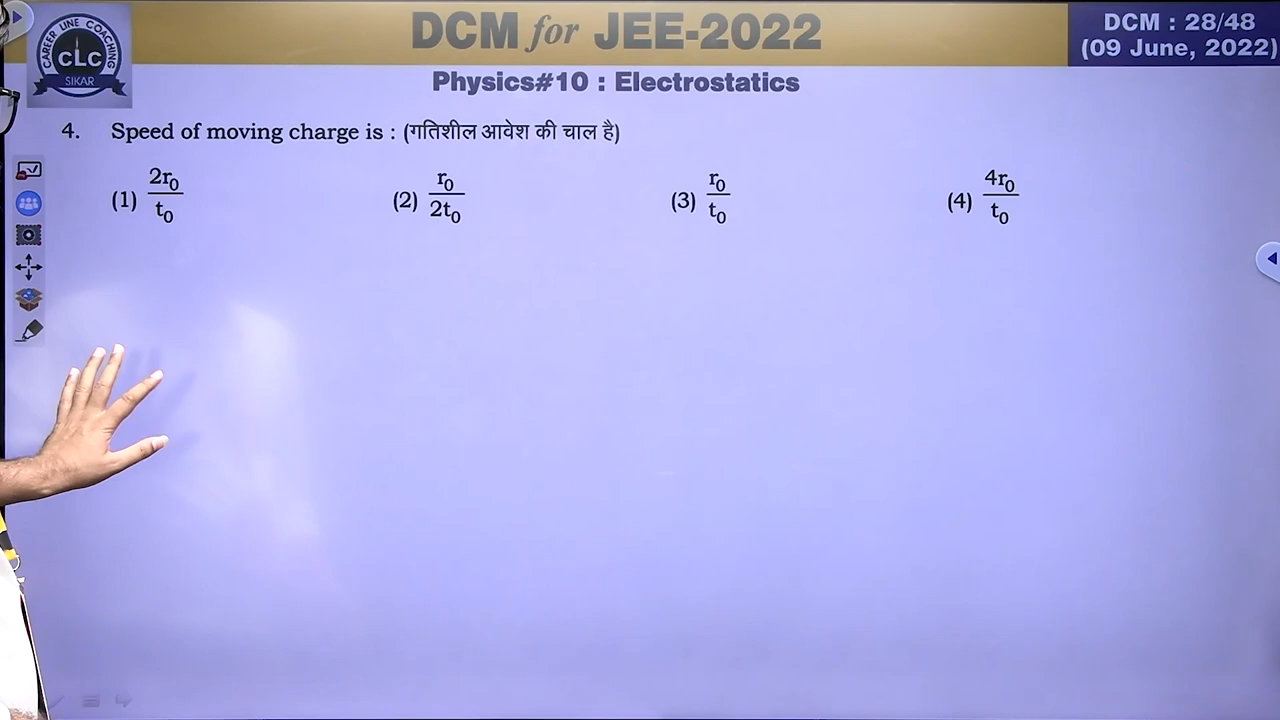 CAREER LINE COACHING
CLC
SIKAR
DCM for JEE-2022
DCM : 28/48
(09 June, 2022)
Physics#10 : Electrostatics
4. Speed of moving charge is : (गतिशील आवेश की चाल है)
(1) 2r₀/t₀ (2) r₀/2t₀ (3) r₀/t₀ (4) 4r₀/t₀